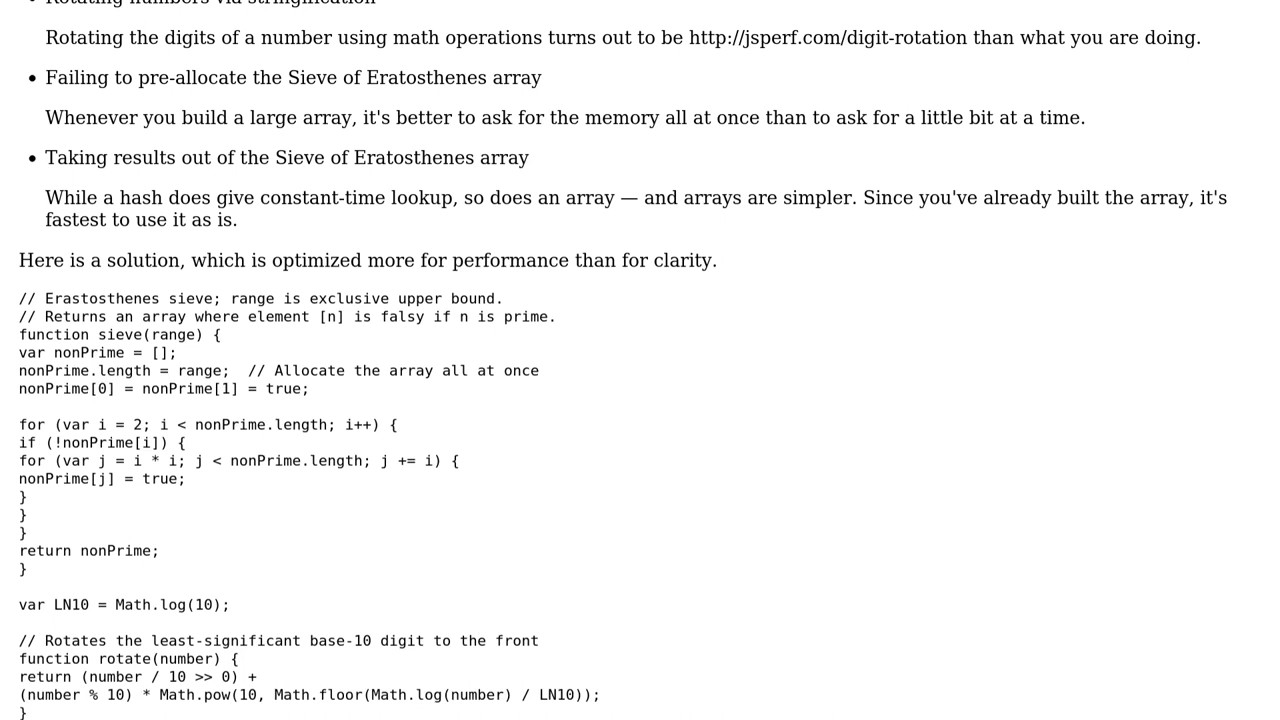 Rotating numbers via stringification
Rotating the digits of a number using math operations turns out to be http://jsperf.com/digit-rotation than what you are doing.
Failing to pre-allocate the Sieve of Eratosthenes array
Whenever you build a large array, it's better to ask for the memory all at once than to ask for a little bit at a time.
Taking results out of the Sieve of Eratosthenes array
While a hash does give constant-time lookup, so does an array — and arrays are simpler. Since you've already built the array, it's
fastest to use it as is.
Here is a solution, which is optimized more for performance than for clarity.
// Erastosthenes sieve; range is exclusive upper bound.
// Returns an array where element [n] is falsy if n is prime.
function sieve(range) {
var nonPrime = [];
nonPrime.length = range;  // Allocate the array all at once
nonPrime[0] = nonPrime[1] = true;
for (var i = 2; i < nonPrime.length; i++) {
if (!nonPrime[i]) {
for (var j = i * i; j < nonPrime.length; j += i) {
nonPrime[j] = true;
}
}
}
return nonPrime;
}
var LN10 = Math.log(10);
// Rotates the least-significant base-10 digit to the front
function rotate(number) {
return (number / 10 >> 0) +
(number % 10) * Math.pow(10, Math.floor(Math.log(number) / LN10));
}